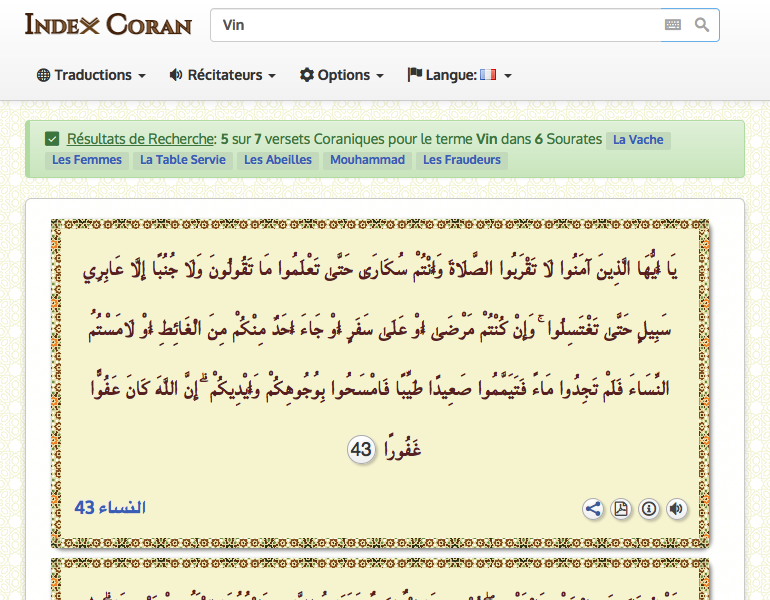 Index Coran
Vin
Traductions Récitateurs Options Langue:
Résultats de Recherche: 5 sur 7 versets Coraniques pour le terme Vin dans 6 Sourates La Vache
Les Femmes La Table Servie Les Abeilles Mouhammad Les Fraudeurs
يَا أَيُّهَا الَّذِينَ آمَنُوا لَا تَقْرَبُوا الصَّلَاةَ وَأَنْتُمْ سُكَارَىٰ حَتَّىٰ تَعْلَمُوا مَا تَقُولُونَ وَلَا جُنُبًا إِلَّا عَابِرِي
سَبِيلٍ حَتَّىٰ تَغْتَسِلُوا ۚ وَإِنْ كُنْتُمْ مَرْضَىٰ أَوْ عَلَىٰ سَفَرٍ أَوْ جَاءَ أَحَدٌ مِنْكُمْ مِنَ الْغَائِطِ أَوْ لَامَسْتُمُ
النِّسَاءَ فَلَمْ تَجِدُوا مَاءً فَتَيَمَّمُوا صَعِيدًا طَيِّبًا فَامْسَحُوا بِوُجُوهِكُمْ وَأَيْدِيكُمْ ۗ إِنَّ اللَّهَ كَانَ عَفُوًّا
غَفُورًا 43
النساء 43